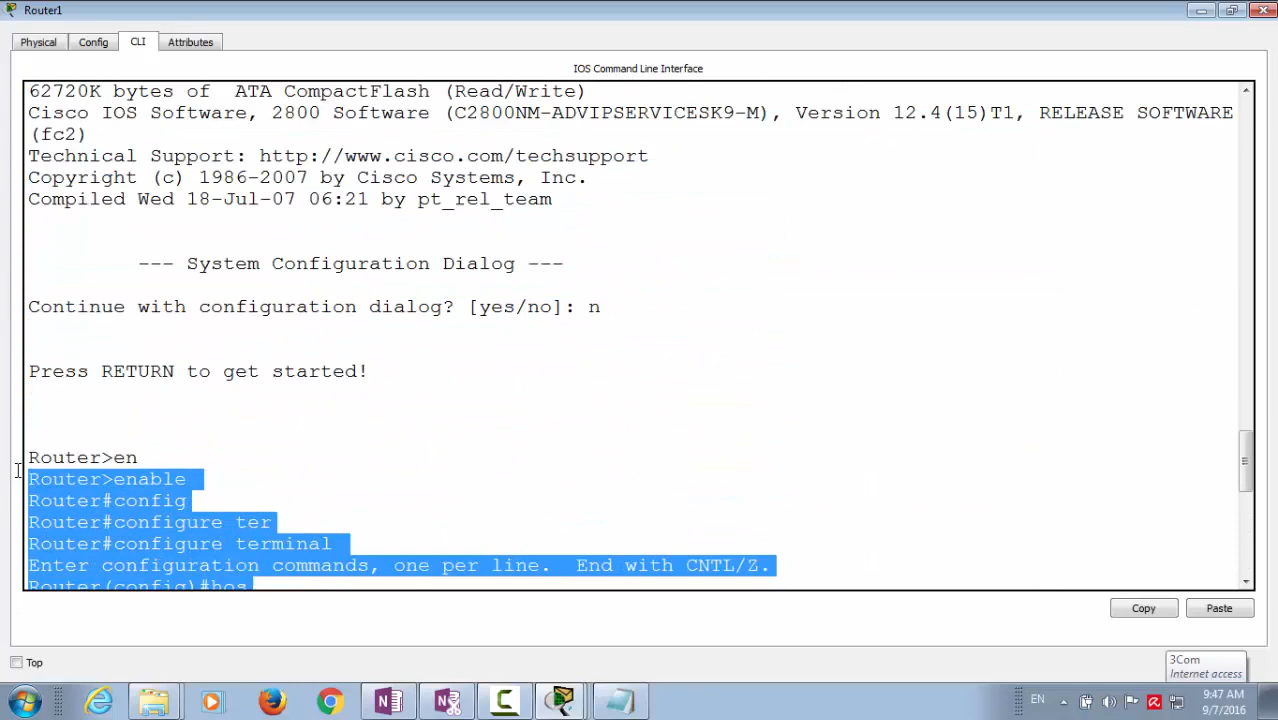 Router1
Physical
Config
CLI
Attributes
IOS Command Line Interface
62720K bytes of  ATA CompactFlash (Read/Write)
Cisco IOS Software, 2800 Software (C2800NM-ADVIPSERVICESK9-M), Version 12.4(15)T1, RELEASE SOFTWARE
(fc2)
Technical Support: http://www.cisco.com/techsupport
Copyright (c) 1986-2007 by Cisco Systems, Inc.
Compiled Wed 18-Jul-07 06:21 by pt_rel_team
--- System Configuration Dialog ---
Continue with configuration dialog? [yes/no]: n
Press RETURN to get started!
Router>en
Router>enable
Router#config
Router#configure ter
Router#configure terminal
Enter configuration commands, one per line.  End with CNTL/Z.
Router(config)#hos
Copy
Paste
Top
3Com
Internet access
EN
9:47 AM
9/7/2016